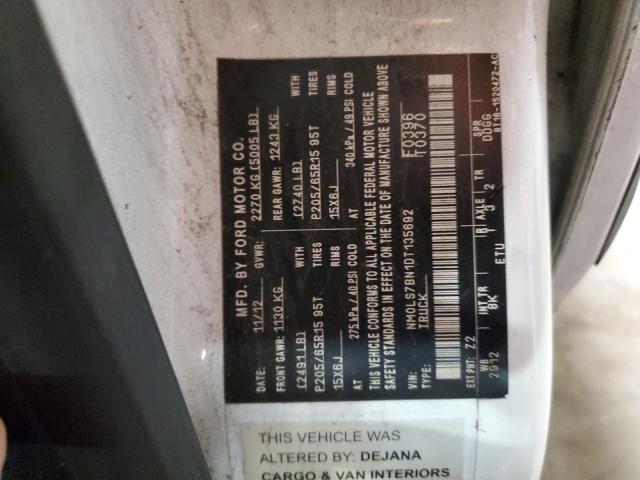 MFD. BY FORD MOTOR CO.
11/12 GVWR: 2270 KG (5005 LB)
FRONT GAWR: 1130 KG REAR GAWR: 1243 KG
(2491 LB) WITH (2740 LB) WITH
P205/65R15 95T TIRES P205/65R15 95T TIRES
15X6J RIMS 15X6J RIMS
AT 275 kPa / 40 PSI COLD AT 340 kPa / 49 PSI COLD
THIS VEHICLE CONFORMS TO ALL APPLICABLE FEDERAL MOTOR VEHICLE
SAFETY STANDARDS IN EFFECT ON THE DATE OF MANUFACTURE SHOWN ABOVE
VIN: NM0LS7BN1DT135692 F0396
TYPE: TRUCK T0370
EXT PNT: Z2 INT TR B AXLE TR SPR
BK 1 3 2 DDGG
WB ETU 9T16-1520472-AC
2912
THIS VEHICLE WAS
ALTERED BY: DEJANA
CARGO & VAN INTERIORS